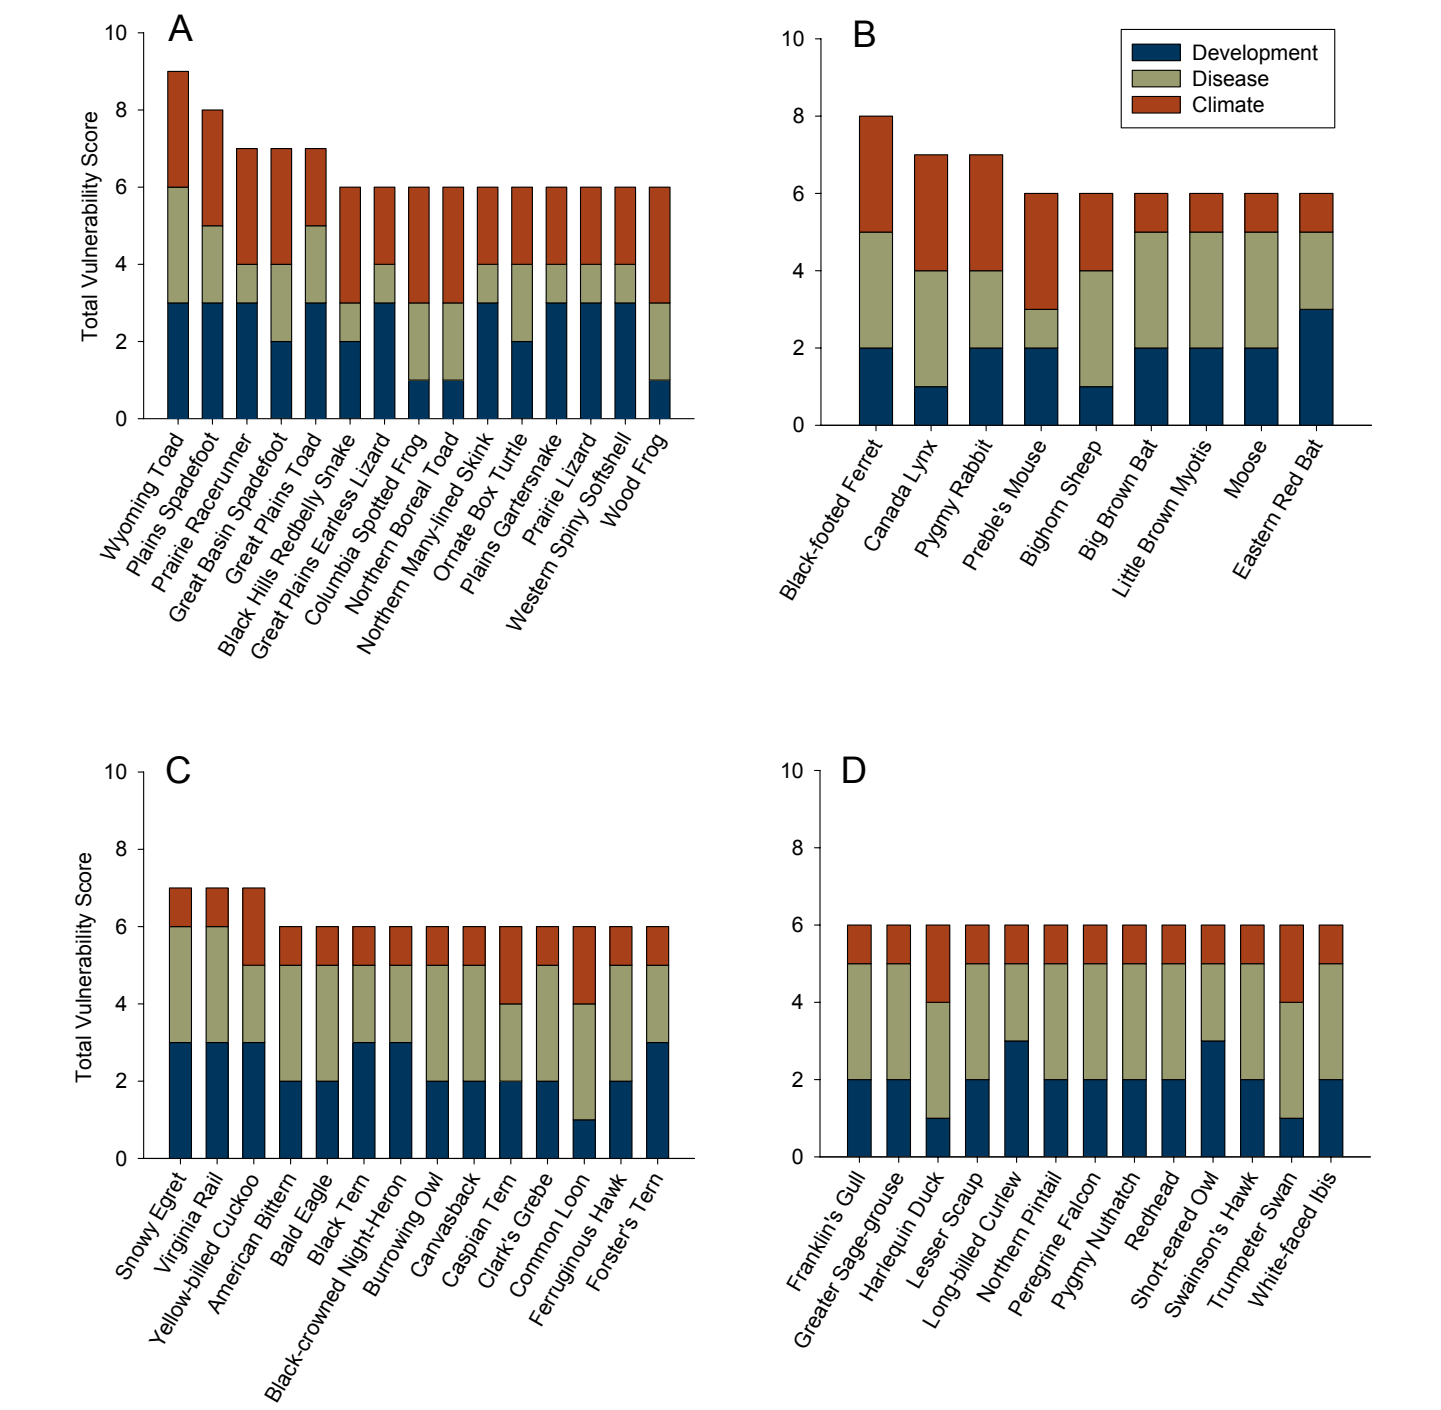 A
10
8
6
4
2
0
Total Vulnerability Score
Wyoming Toad
Plains Spadefoot
Prairie Racerunner
Great Basin Spadefoot
Great Plains Toad
Black Hills Redbelly Snake
Great Plains Earless Lizard
Columbia Spotted Frog
Northern Boreal Toad
Northern Many-lined Skink
Ornate Box Turtle
Plains Gartersnake
Prairie Lizard
Western Spiny Softshell
Wood Frog
B
Development
Disease
Climate
10
8
6
4
2
0
Black-footed Ferret
Canada Lynx
Pygmy Rabbit
Preble's Mouse
Bighorn Sheep
Big Brown Bat
Little Brown Myotis
Moose
Eastern Red Bat
C
10
8
6
4
2
0
Total Vulnerability Score
Snowy Egret
Virginia Rail
Yellow-billed Cuckoo
American Bittern
Bald Eagle
Black Tern
Black-crowned Night-Heron
Burrowing Owl
Canvasback
Caspian Tern
Clark's Grebe
Common Loon
Ferruginous Hawk
Forster's Tern
D
10
8
6
4
2
0
Franklin's Gull
Greater Sage-grouse
Harlequin Duck
Lesser Scaup
Long-billed Curlew
Northern Pintail
Peregrine Falcon
Pygmy Nuthatch
Redhead
Short-eared Owl
Swainson's Hawk
Trumpeter Swan
White-faced Ibis